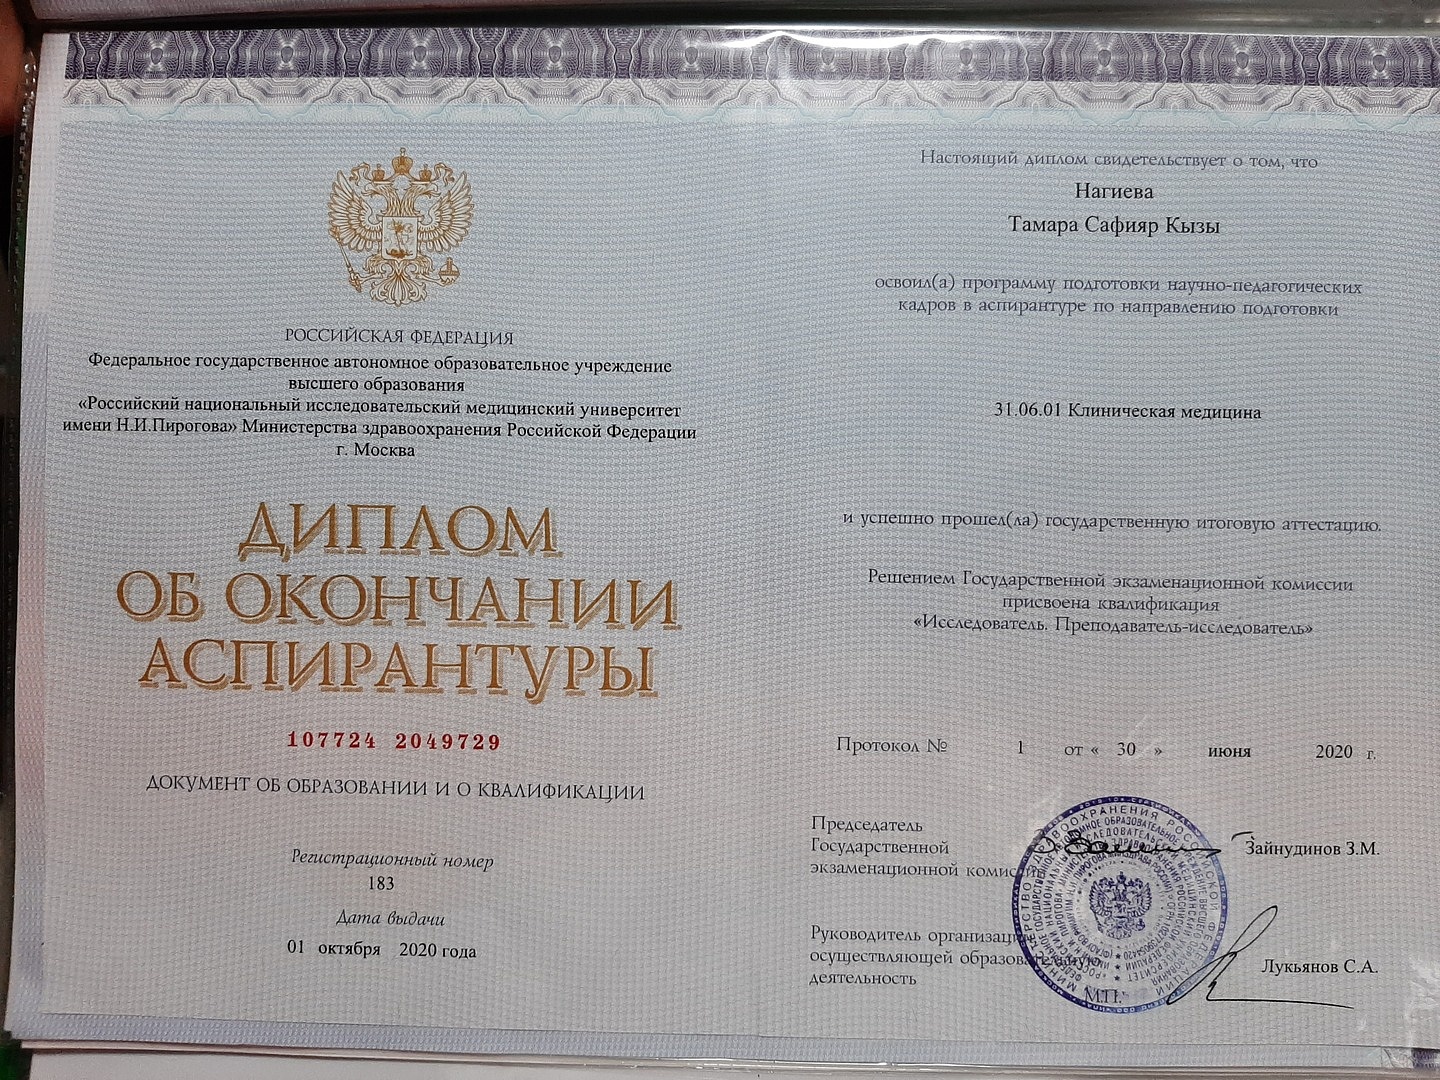 РОССИЙСКАЯ ФЕДЕРАЦИЯ
Федеральное государственное автономное образовательное учреждение
высшего образования
«Российский национальный исследовательский медицинский университет
имени Н.И.Пирогова» Министерства здравоохранения Российской Федерации
г. Москва
ДИПЛОМ
ОБ ОКОНЧАНИИ
АСПИРАНТУРЫ
107724 2049729
ДОКУМЕНТ ОБ ОБРАЗОВАНИИ И О КВАЛИФИКАЦИИ
Регистрационный номер
183
Дата выдачи
01 октября 2020 года
Настоящий диплом свидетельствует о том, что
Нагиева
Тамара Сафияр Кызы
освоил(а) программу подготовки научно-педагогических
кадров в аспирантуре по направлению подготовки
31.06.01 Клиническая медицина
и успешно прошел(ла) государственную итоговую аттестацию.
Решением Государственной экзаменационной комиссии
присвоена квалификация
«Исследователь. Преподаватель-исследователь»
Протокол № 1 от « 30 » июня 2020 г.
Председатель
Государственной
экзаменационной комиссии
Зайнудинов З.М.
Руководитель организации,
осуществляющей образовательную
деятельность
Лукьянов С.А.
М.П.